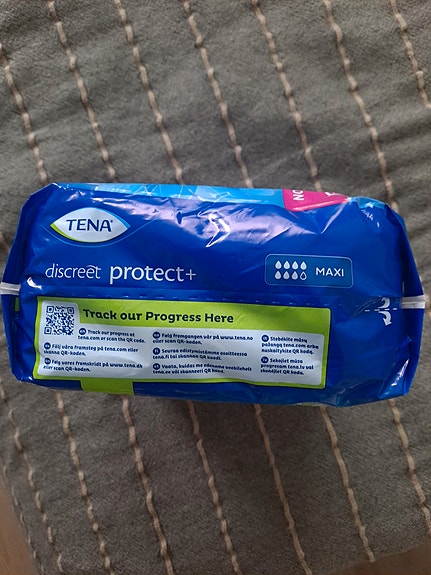 NO
TENA
discreet protect+
MAXI
Track our Progress Here
Track our progress at
tena.com or scan the QR code.
Följ våra framsteg på tena.com eller
skanna QR-koden.
Følg vores fremskridt på www.tena.dk
eller scan QR-koden.
Følg fremgangen vår på www.tena.no
eller scan QR-koden.
Seuraa edistymistämme osoitteessa
tena.fi tai skannaa QR koodi.
Vaata, kuidas me edeneme veebilehelt
tena.ee või skanneeri QR kood.
Stebėkite mūsų
pažangą tena.com arba
nuskaitykite QR kodą.
Sekojiet mūsu
progresam tena.lv vai
skenējiet QR kodu.